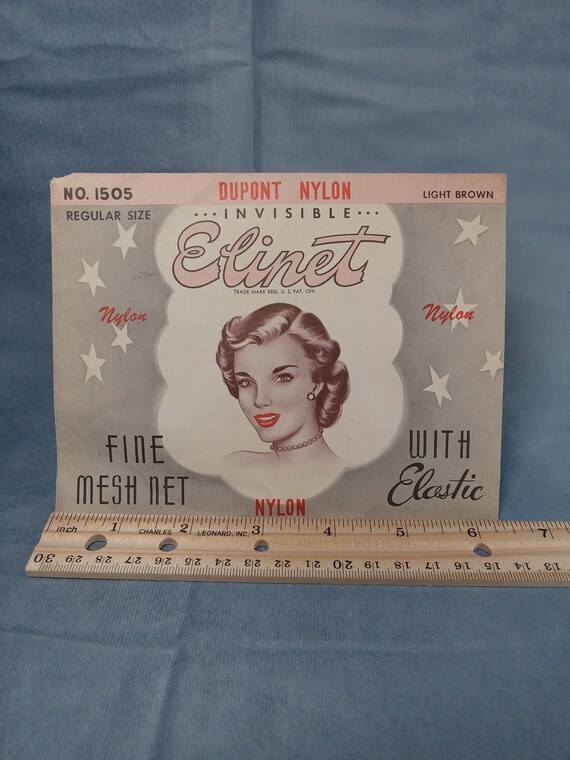 NO. 1505 DUPONT NYLON LIGHT BROWN
REGULAR SIZE ...INVISIBLE...
Elinet
TRADE MARK REG. U. S. PAT. OFF.
Nylon Nylon
FINE MESH NET
WITH Elastic
NYLON
inch 1 2 3 4 5 6 7
CHARLES LEONARD, INC.
30 29 28 27 26 25 24 23 22 21 20 19 18 17 16 15 14 13